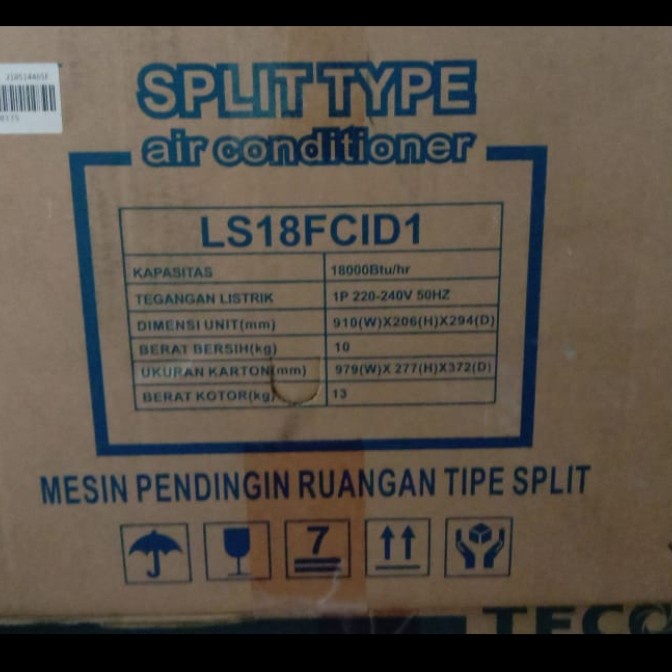 SPLIT TYPE
air conditioner
LS18FCID1
KAPASITAS 18000Btu/hr
TEGANGAN LISTRIK 1P 220-240V 50HZ
DIMENSI UNIT(mm) 910(W)X206(H)X294(D)
BERAT BERSIH(kg) 10
UKURAN KARTON(mm) 979(W)X 277(H)X372(D)
BERAT KOTOR(kg) 13
MESIN PENDINGIN RUANGAN TIPE SPLIT
7
TECO